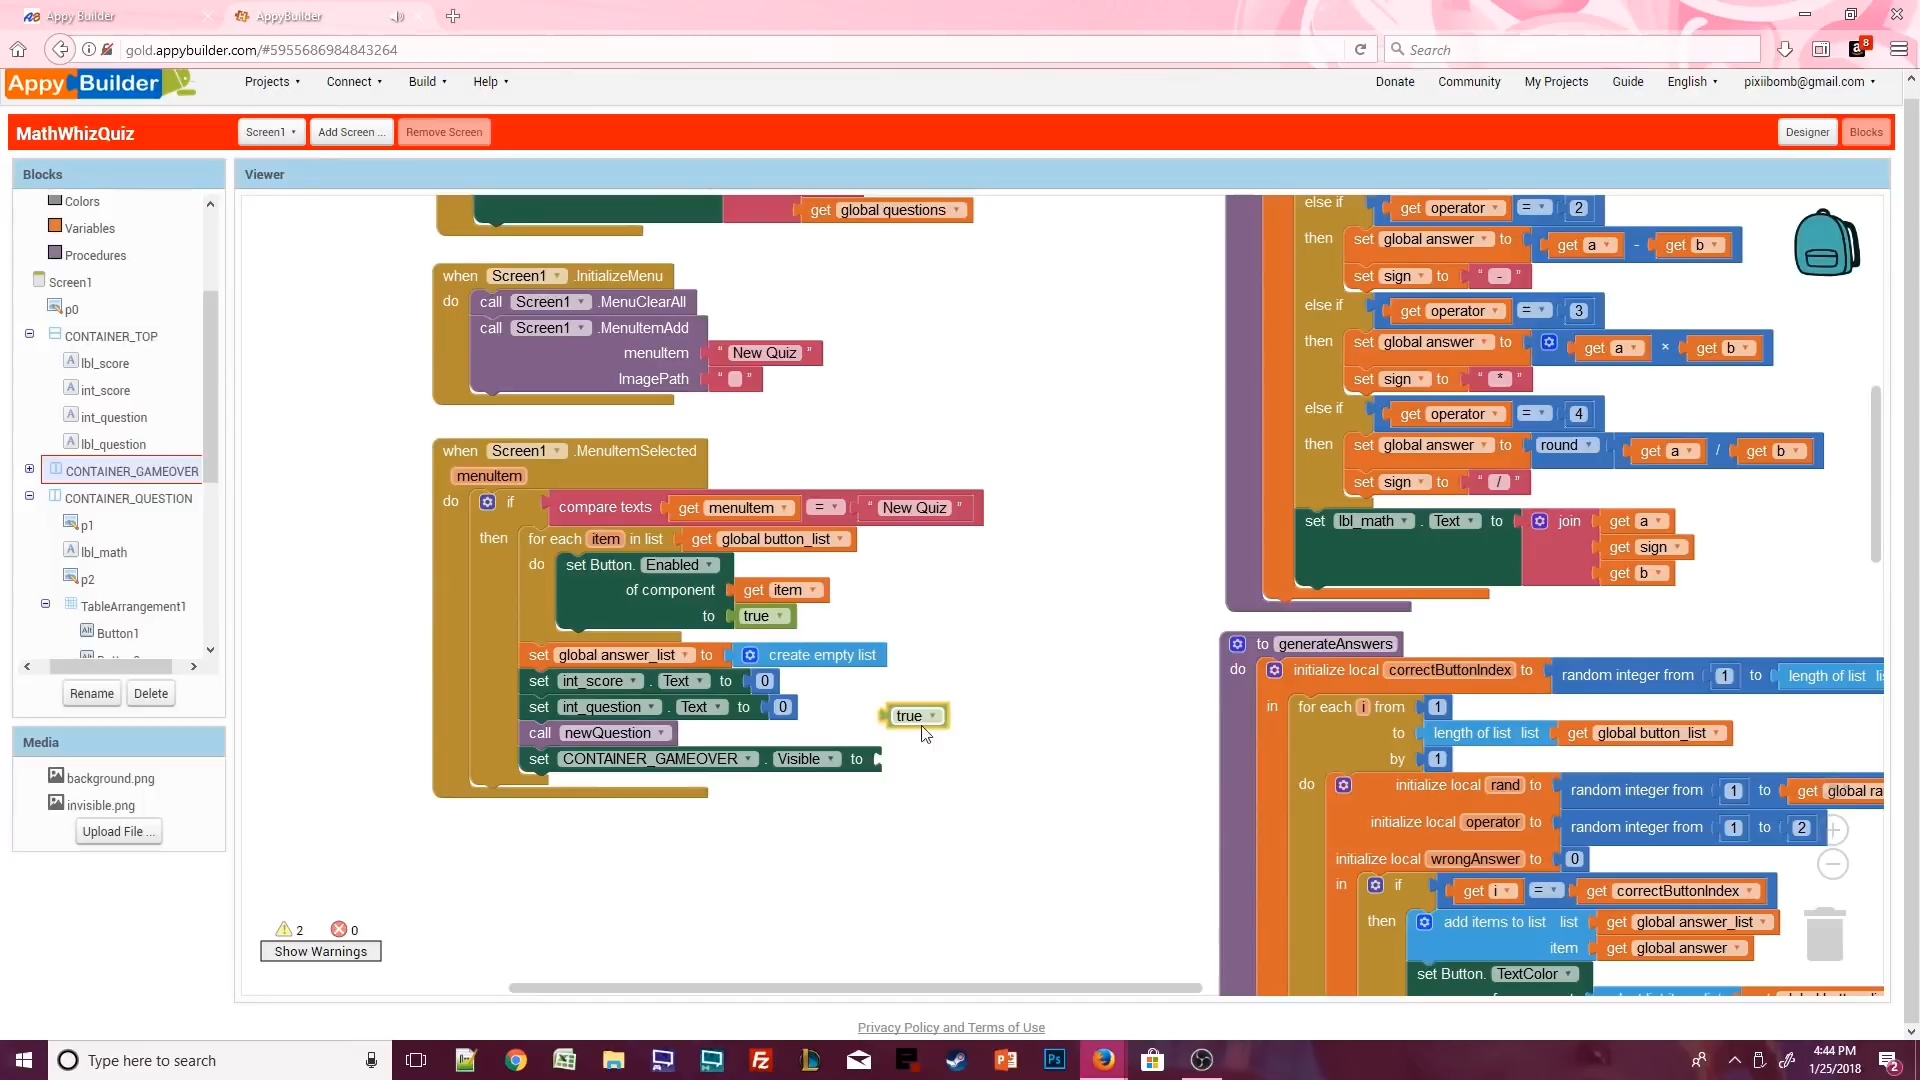 Appy Builder
AppyBuilder
gold.appybuilder.com/#5955686984843264
Search
8
Appy Builder
Projects
Connect
Build
Help
Donate
Community
My Projects
Guide
English
pixiibomb@gmail.com
MathWhizQuiz
Screen1
Add Screen ...
Remove Screen
Designer
Blocks
Blocks
Colors
Variables
Procedures
Screen1
p0
CONTAINER_TOP
lbl_score
int_score
int_question
lbl_question
CONTAINER_GAMEOVER
CONTAINER_QUESTION
p1
lbl_math
p2
TableArrangement1
Button1
Rename
Delete
Media
background.png
invisible.png
Upload File ...
Viewer
get global questions
when Screen1 .InitializeMenu
do call Screen1 .MenuClearAll
call Screen1 .MenuItemAdd
menuItem " New Quiz "
ImagePath " "
when Screen1 .MenuItemSelected
menuItem
do if compare texts get menuItem = " New Quiz "
then for each item in list get global button_list
do set Button. Enabled
of component get item
to true
set global answer_list to create empty list
set int_score . Text to 0
set int_question . Text to 0
true
call newQuestion
set CONTAINER_GAMEOVER . Visible to
2 0
Show Warnings
else if get operator = 2
then set global answer to get a - get b
set sign to " - "
else if get operator = 3
then set global answer to get a × get b
set sign to " * "
else if get operator = 4
then set global answer to round get a / get b
set sign to " / "
set lbl_math . Text to join get a
get sign
get b
to generateAnswers
do initialize local correctButtonIndex to random integer from 1 to length of list
in for each i from 1
to length of list list get global button_list
by 1
do initialize local rand to random integer from 1 to get global
initialize local operator to random integer from 1 to 2
initialize local wrongAnswer to 0
in if get i = get correctButtonIndex
then add items to list list get global answer_list
item get global answer
set Button. TextColor
Privacy Policy and Terms of Use
Type here to search
4:44 PM
1/25/2018
2